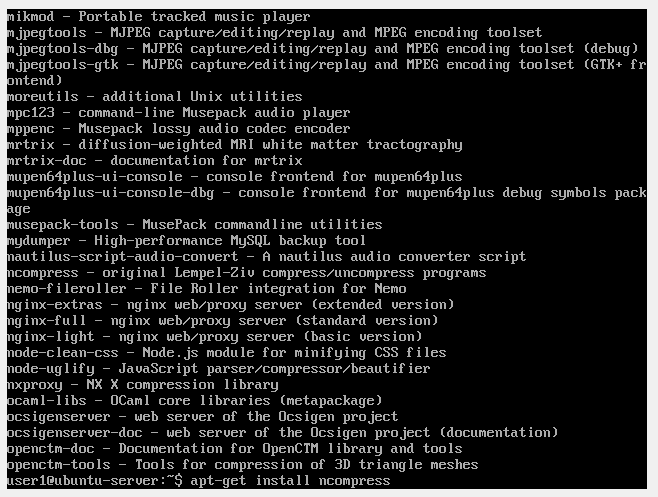 mikmod - Portable tracked music player
mjpegtools - MJPEG capture/editing/replay and MPEG encoding toolset
mjpegtools-dbg - MJPEG capture/editing/replay and MPEG encoding toolset (debug)
mjpegtools-gtk - MJPEG capture/editing/replay and MPEG encoding toolset (GTK+ fr
ontend)
moreutils - additional Unix utilities
mpc123 - command-line Musepack audio player
mppenc - Musepack lossy audio codec encoder
mrtrix - diffusion-weighted MRI white matter tractography
mrtrix-doc - documentation for mrtrix
mupen64plus-ui-console - console frontend for mupen64plus
mupen64plus-ui-console-dbg - console frontend for mupen64plus debug symbols pack
age
musepack-tools - MusePack commandline utilities
mydumper - High-performance MySQL backup tool
nautilus-script-audio-convert - A nautilus audio converter script
ncompress - original Lempel-Ziv compress/uncompress programs
nemo-fileroller - File Roller integration for Nemo
nginx-extras - nginx web/proxy server (extended version)
nginx-full - nginx web/proxy server (standard version)
nginx-light - nginx web/proxy server (basic version)
node-clean-css - Node.js module for minifying CSS files
node-uglify - JavaScript parser/compressor/beautifier
nxproxy - NX X compression library
ocaml-libs - OCaml core libraries (metapackage)
ocsigenserver - web server of the Ocsigen project
ocsigenserver-doc - web server of the Ocsigen project (documentation)
openctm-doc - Documentation for OpenCTM library and tools
openctm-tools - Tools for compression of 3D triangle meshes
user1@ubuntu-server:~$ apt-get install ncompress